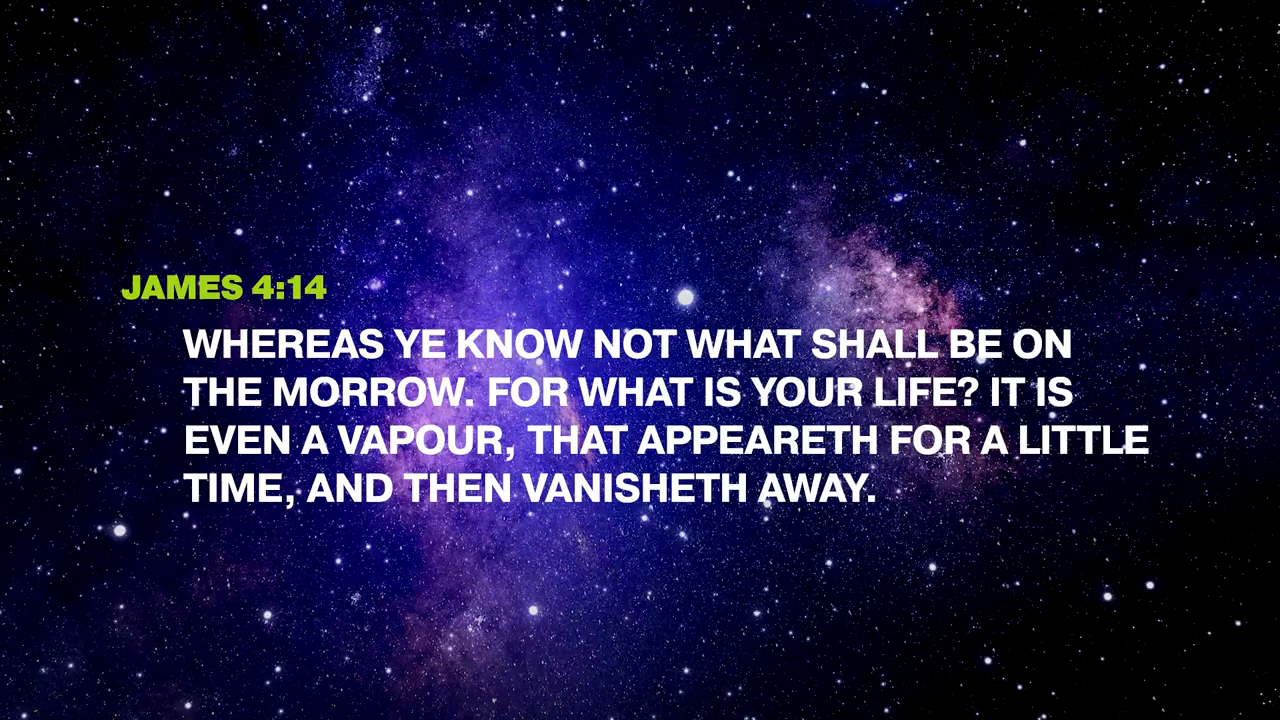 JAMES 4:14
WHEREAS YE KNOW NOT WHAT SHALL BE ON
THE MORROW. FOR WHAT IS YOUR LIFE? IT IS
EVEN A VAPOUR, THAT APPEARETH FOR A LITTLE
TIME, AND THEN VANISHETH AWAY.